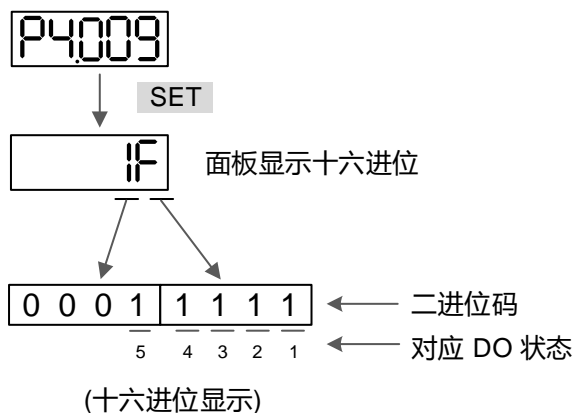 P4.009
SET
1F
面板显示十六进位
0 0 0 1 1 1 1 1
二进位码
5 4 3 2 1
对应 DO 状态
(十六进位显示)